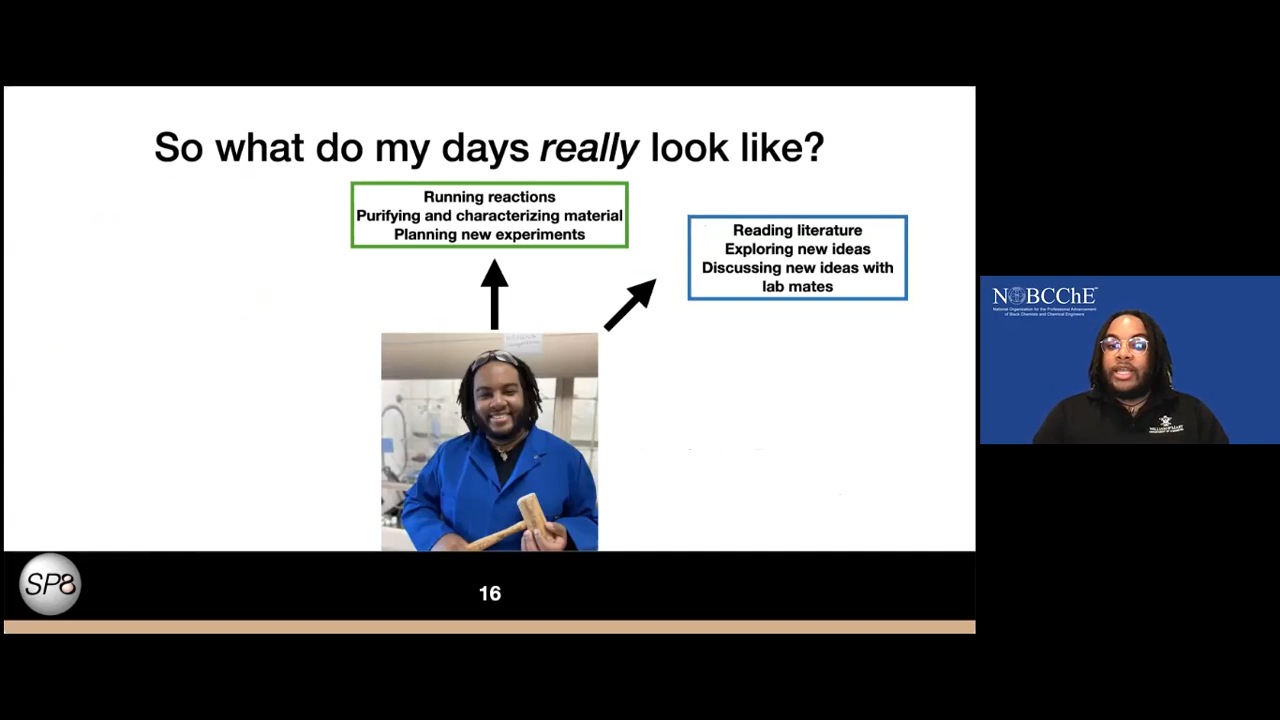 So what do my days really look like?
Running reactions
Purifying and characterizing material
Planning new experiments
Reading literature
Exploring new ideas
Discussing new ideas with
lab mates
SP8
16
NOBCChE
National Organization for the Professional Advancement
of Black Chemists and Chemical Engineers
WILLIAM & MARY